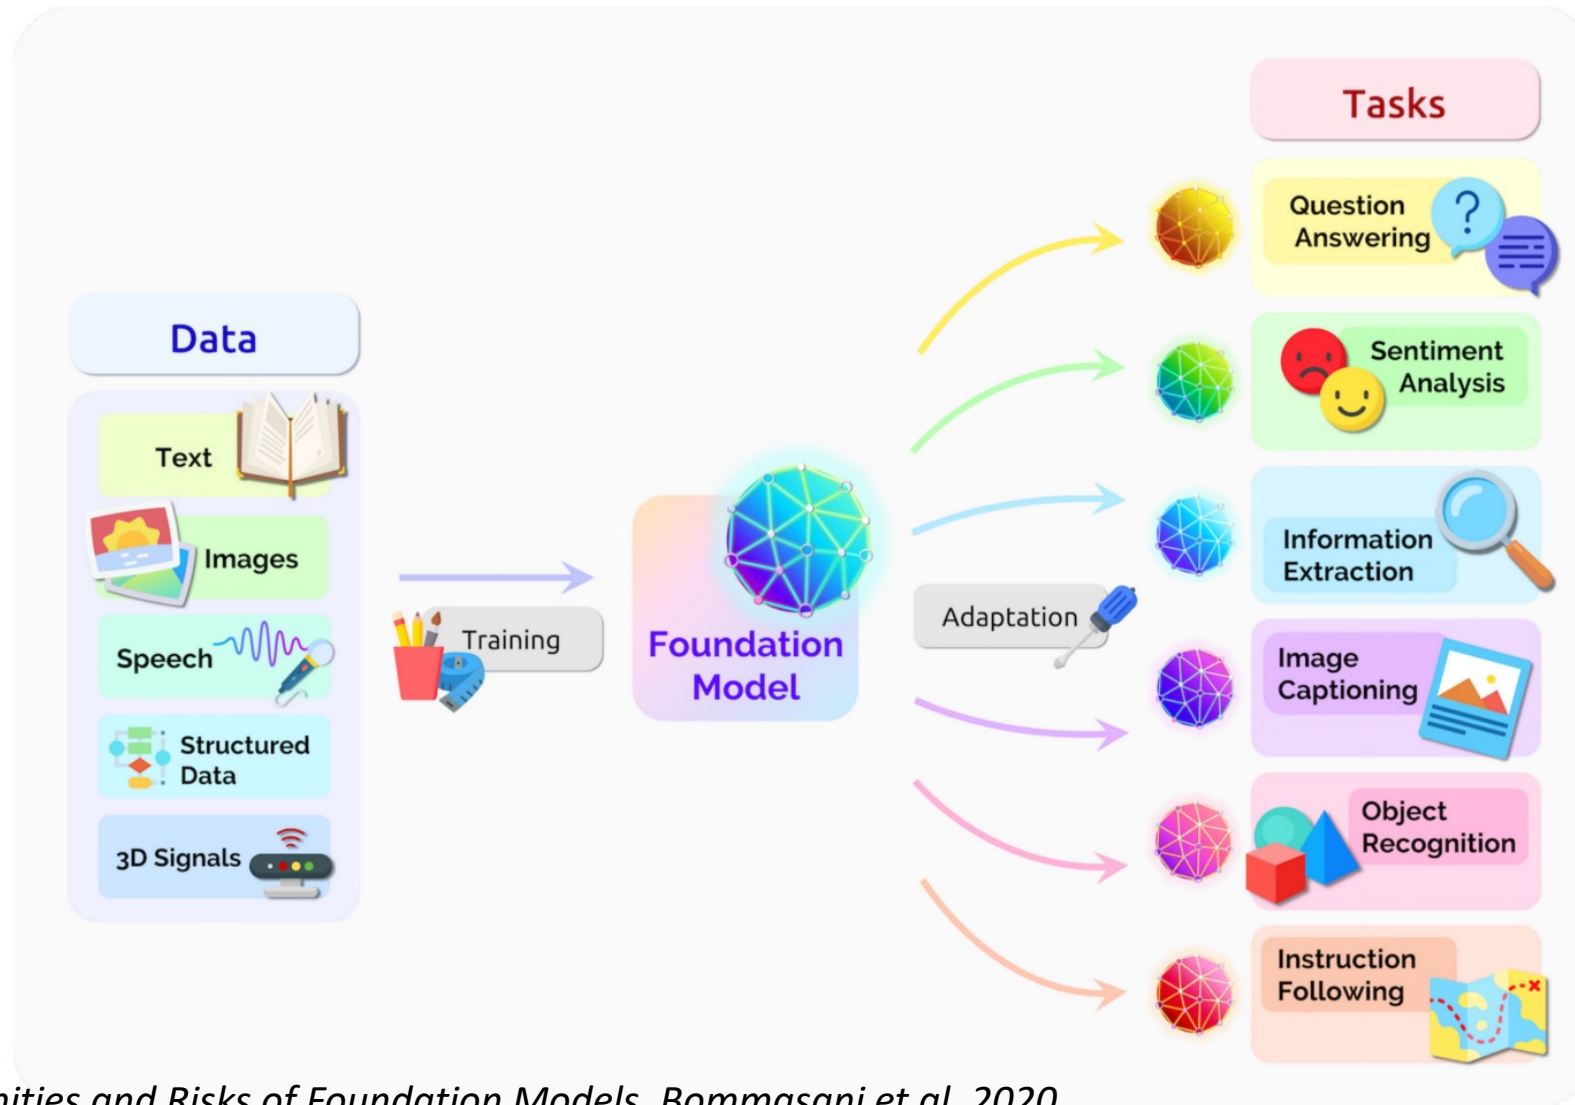 Data
Text
Images
Speech
Structured
Data
3D Signals
Training
Foundation
Model
Adaptation
Tasks
Question
Answering
Sentiment
Analysis
Information
Extraction
Image
Captioning
Object
Recognition
Instruction
Following
and Risks of Foundation Models, Bommasani et al. 2020